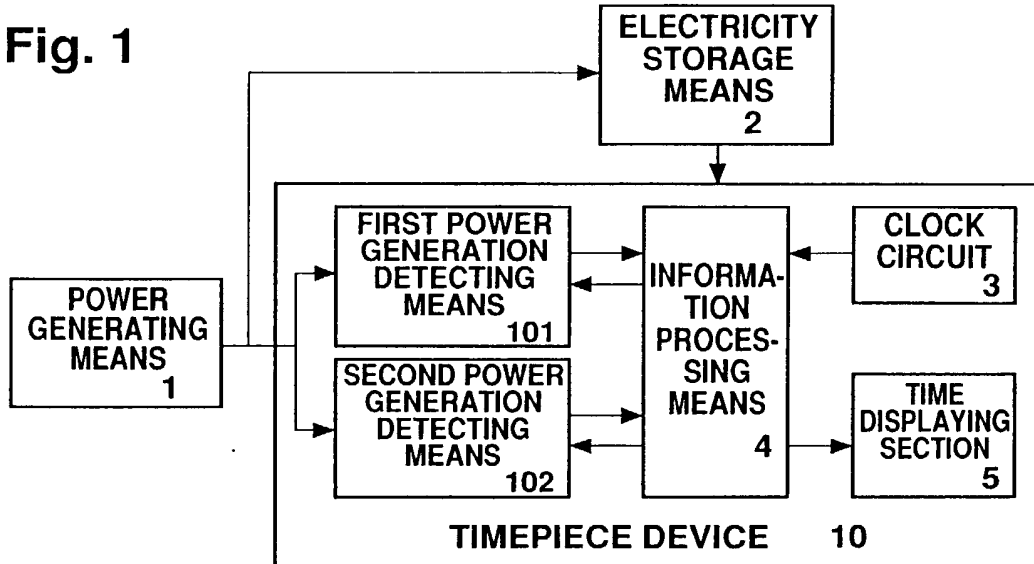 Fig. 1
ELECTRICITY
STORAGE
MEANS
2
FIRST POWER
GENERATION
DETECTING
MEANS
101
POWER
GENERATING
MEANS
1
SECOND POWER
GENERATION
DETECTING
MEANS
102
INFORMA-
TION
PROCES-
SING
MEANS
4
CLOCK
CIRCUIT
3
TIME
DISPLAYING
SECTION
5
TIMEPIECE DEVICE 10